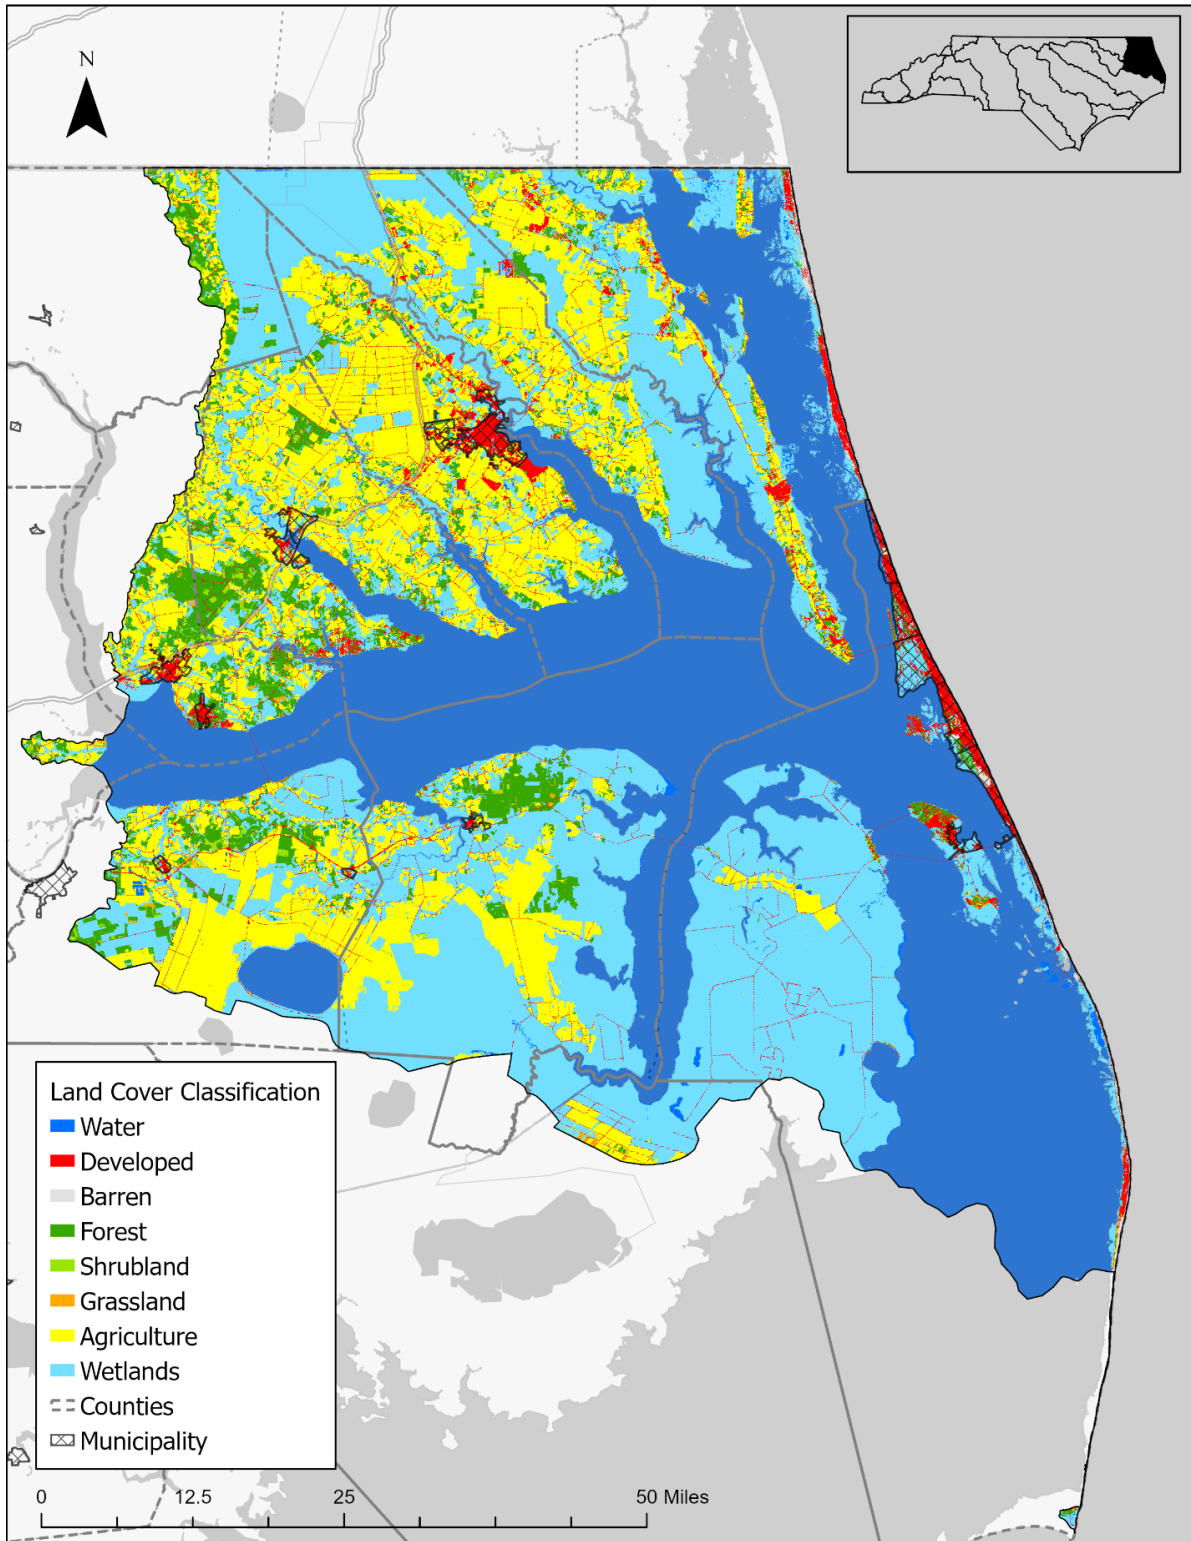 N
Land Cover Classification
Water
Developed
Barren
Forest
Shrubland
Grassland
Agriculture
Wetlands
Counties
Municipality
0 12.5 25 50 Miles